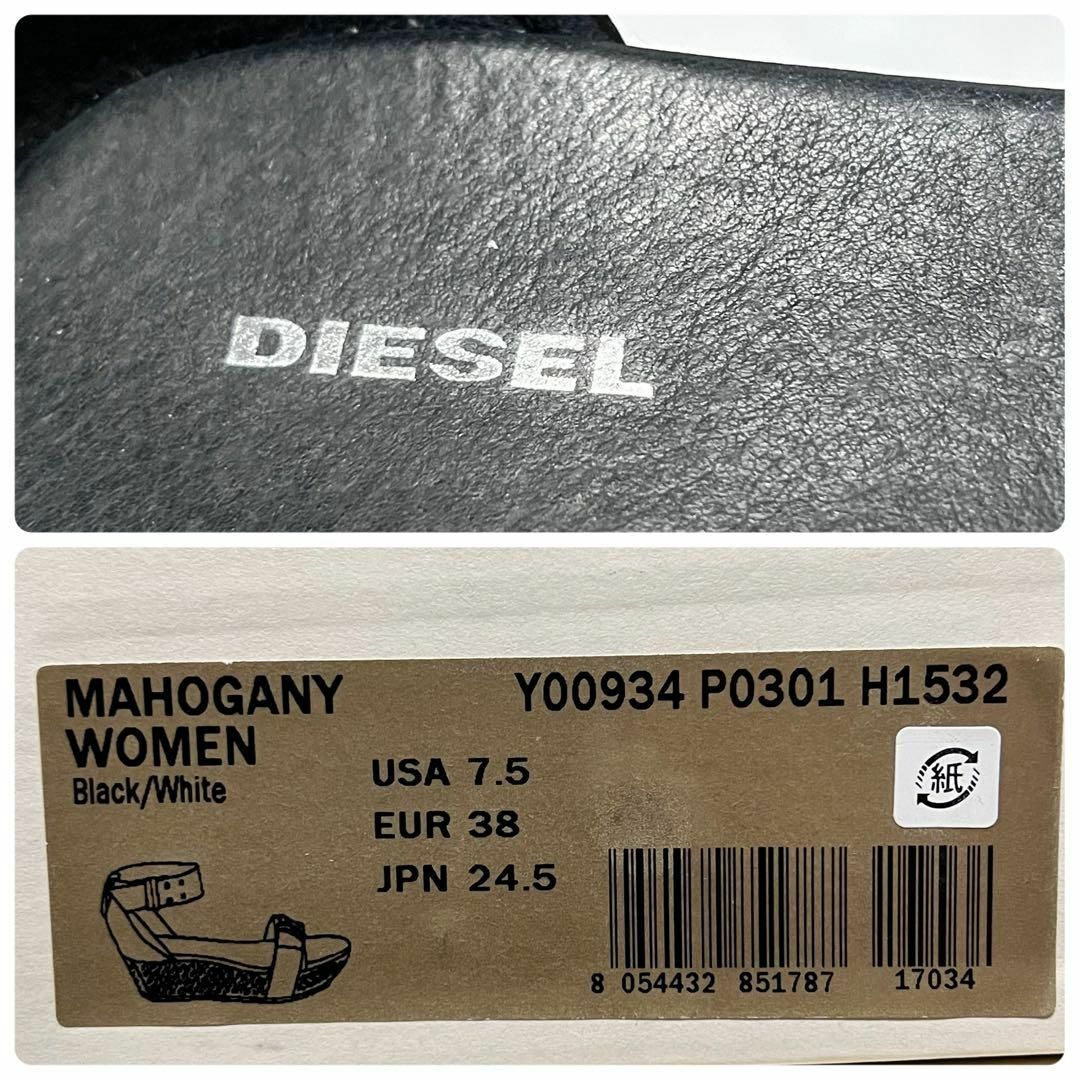 DIESEL
MAHOGANY
WOMEN
Black/White
Y00934 P0301 H1532
USA 7.5
EUR 38
JPN 24.5
紙
8 054432 851787 17034